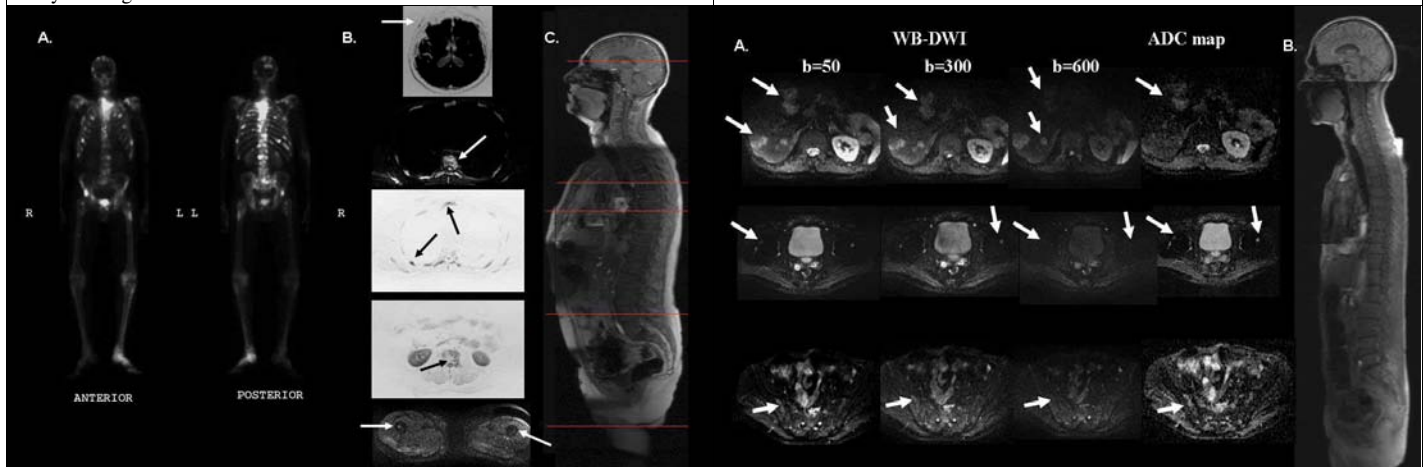 A.
R
L
ANTERIOR
L
R
POSTERIOR
B.
C.
A.
WB-DWI
ADC map
b=50
b=300
b=600
B.